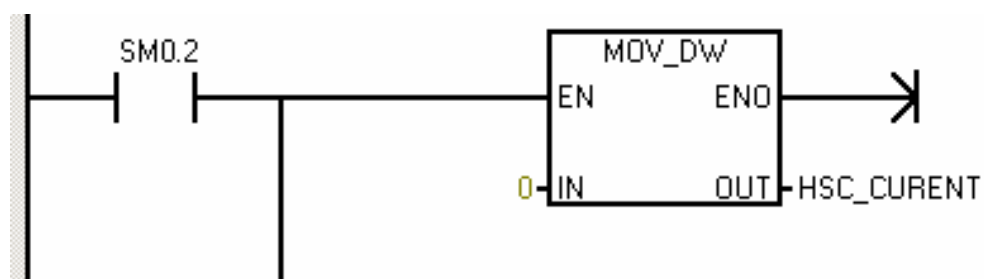 SM0.2
MOV_DW
EN ENO
0 IN OUT HSC_CURENT